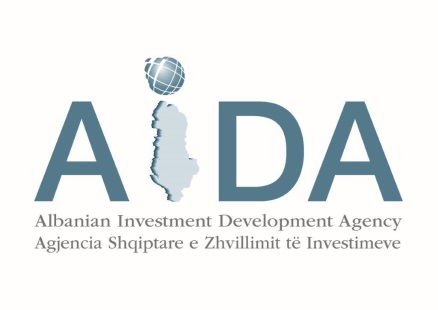 AiDA
Albanian Investment Development Agency
Agjencia Shqiptare e Zhvillimit të Investimeve